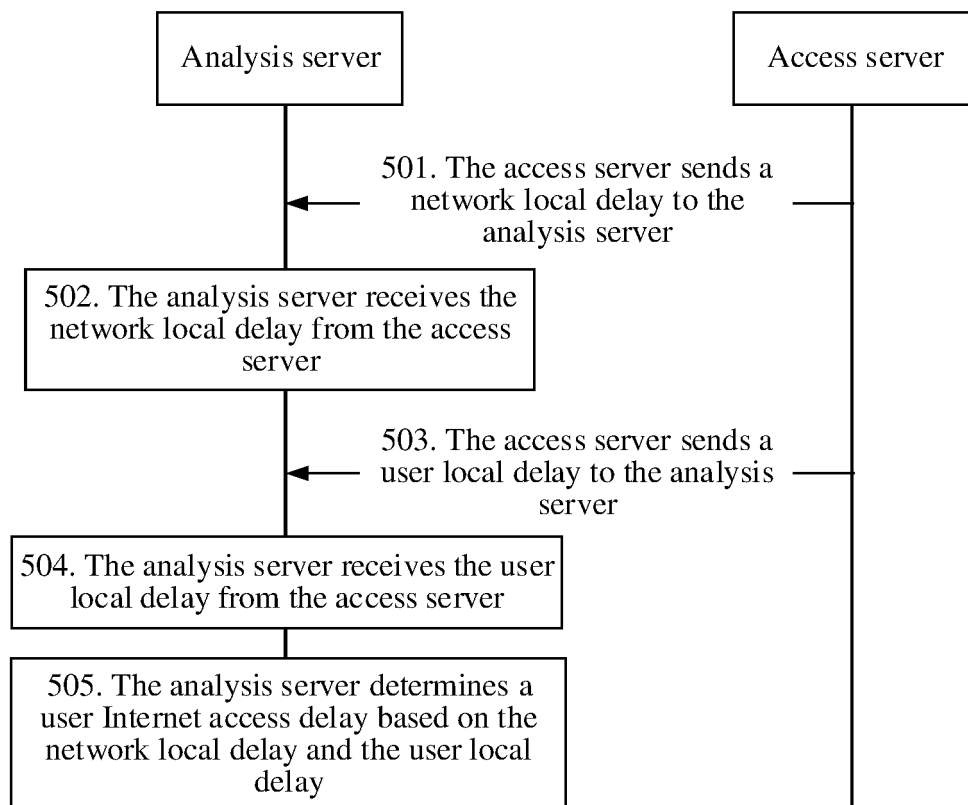 Analysis server
Access server
501. The access server sends a
network local delay to the
analysis server
502. The analysis server receives the
network local delay from the access
server
503. The access server sends a
user local delay to the analysis
server
504. The analysis server receives the user
local delay from the access server
505. The analysis server determines a
user Internet access delay based on the
network local delay and the user local
delay